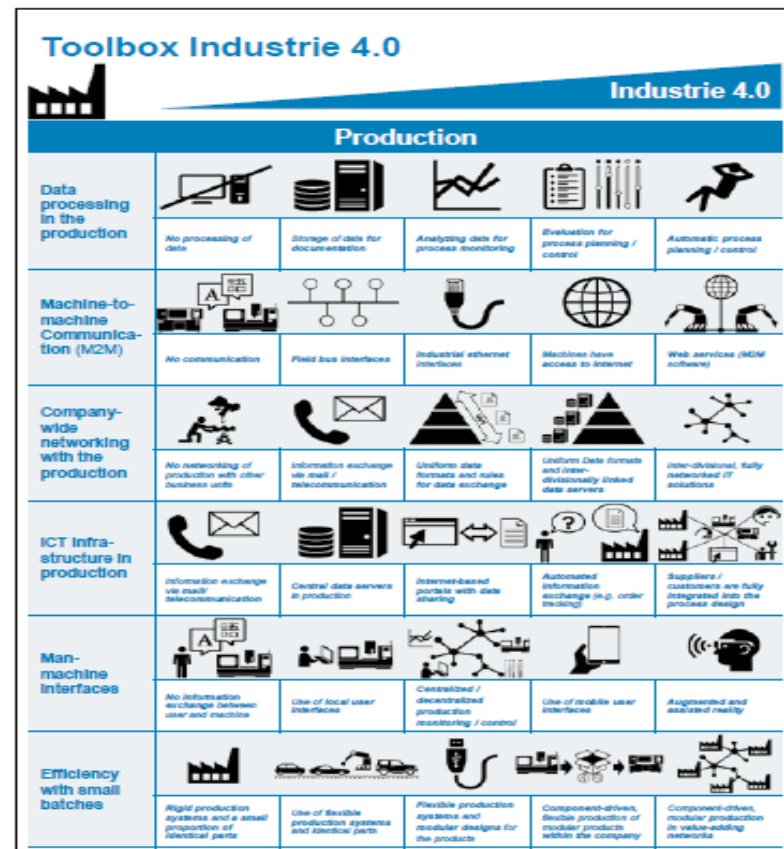 Toolbox Industrie 4.0
Industrie 4.0
Production
Data
processing
in the
production
No processing of
data
Storage of data for
documentation
Analyzing data for
process monitoring
Evaluation for
process planning /
control
Automatic process
planning / control
Machine-to-
machine
Communica-
tion (M2M)
A
No communication
Field bus interfaces
Industrial ethernet
interfaces
Machines have
access to internet
Web services (M2M
software)
Company-
wide
networking
with the
production
No networking of
production with other
business units
Information exchange
via mail /
telecommunication
Uniform data
formats and rules
for data exchange
Uniform Data formats
and inter-
divisionally linked
data servers
Inter-divisional, fully
networked IT
solutions
ICT Infra-
structure in
production
?
Information exchange
via mail/
telecommunication
Central data servers
in production
Internet-based
portals with data
sharing
Automated
information
exchange (e.g. order
tracking)
Suppliers /
customers are fully
integrated into the
process design
Man-
machine
Interfaces
A
No information
exchange between
user and machine
Use of local user
interfaces
Centralized /
decentralized
production
monitoring / control
Use of mobile user
interfaces
Augmented and
assisted reality
Efficiency
with small
batches
Rigid production
systems and a small
proportion of
identical parts
Use of flexible
production systems
and identical parts
Flexible production
systems and
modular designs for
the products
Component-driven,
flexible production of
modular products
within the company
Component-driven,
modular production
in value-adding
networks